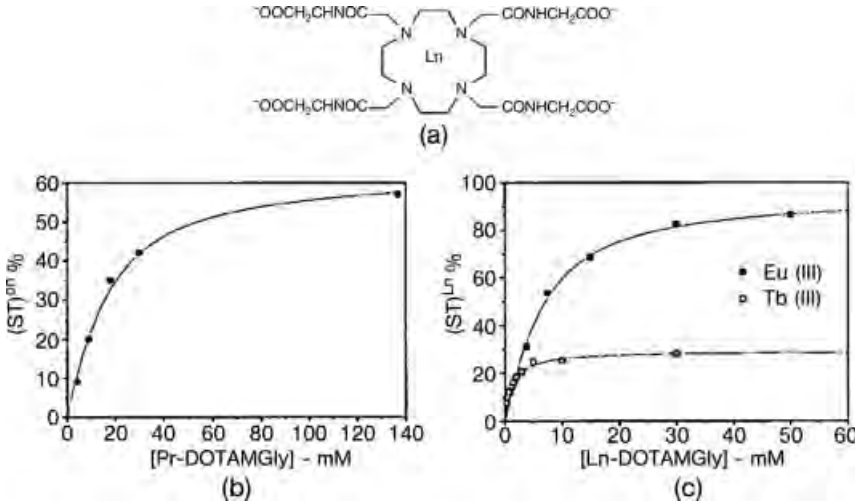 ⁻OOCH₂CHNOC CONHCH₂COO⁻
N N
Ln
N N
⁻OOCH₂CHNOC CONHCH₂COO⁻
(a)
60
50
40
30
20
10
0
(ST)ᵒⁿ %
0 20 40 60 80 100 120 140
[Pr-DOTAMGly] - mM
(b)
100
80
60
40
20
0
(ST)ᴸⁿ %
Eu (III)
Tb (III)
0 10 20 30 40 50 60
[Ln-DOTAMGly] - mM
(c)